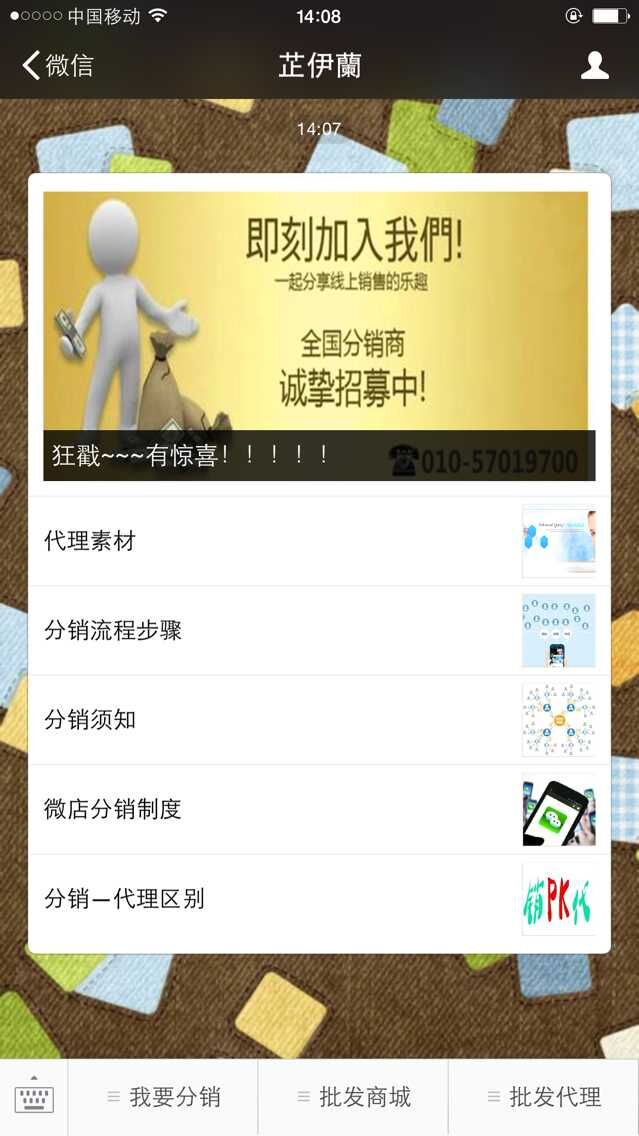 中国移动
14:08
微信
芷伊蘭
14:07
即刻加入我們!
一起分享线上销售的乐趣
全国分销商
诚挚招募中!
狂戳~~~有惊喜！！！！！
010-57019700
代理素材
分销流程步骤
分销须知
微店分销制度
分销—代理区别
销PK代
我要分销
批发商城
批发代理